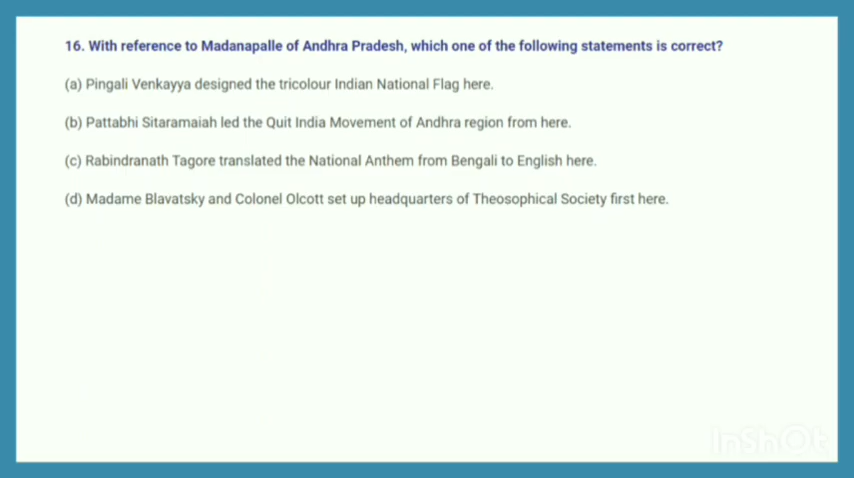 16. With reference to Madanapalle of Andhra Pradesh, which one of the following statements is correct?
(a) Pingali Venkayya designed the tricolour Indian National Flag here.
(b) Pattabhi Sitaramaiah led the Quit India Movement of Andhra region from here.
(c) Rabindranath Tagore translated the National Anthem from Bengali to English here.
(d) Madame Blavatsky and Colonel Olcott set up headquarters of Theosophical Society first here.
InShOt